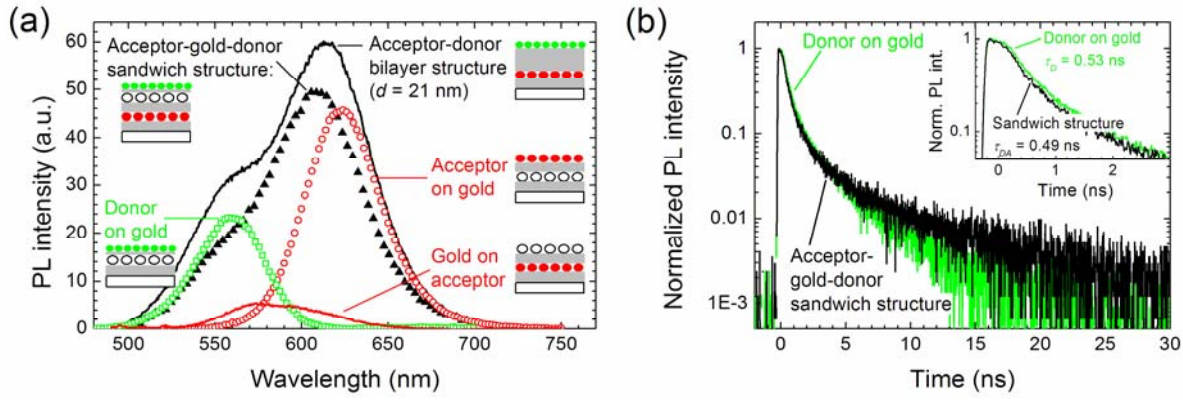 (a)
60
50
40
30
20
10
0
PL intensity (a.u.)
500 550 600 650 700 750
Wavelength (nm)
Acceptor-gold-donor
sandwich structure:
Acceptor-donor
bilayer structure
(d = 21 nm)
Acceptor
on gold
Donor
on gold
Gold on
acceptor
(b)
1
0.1
0.01
1E-3
Normalized PL intensity
0 5 10 15 20 25 30
Time (ns)
Donor on gold
Acceptor-
gold-donor
sandwich structure
Norm. PL int.
0.1
0 1 2
Time (ns)
Donor on gold
τD = 0.53 ns
Sandwich structure
τDA = 0.49 ns